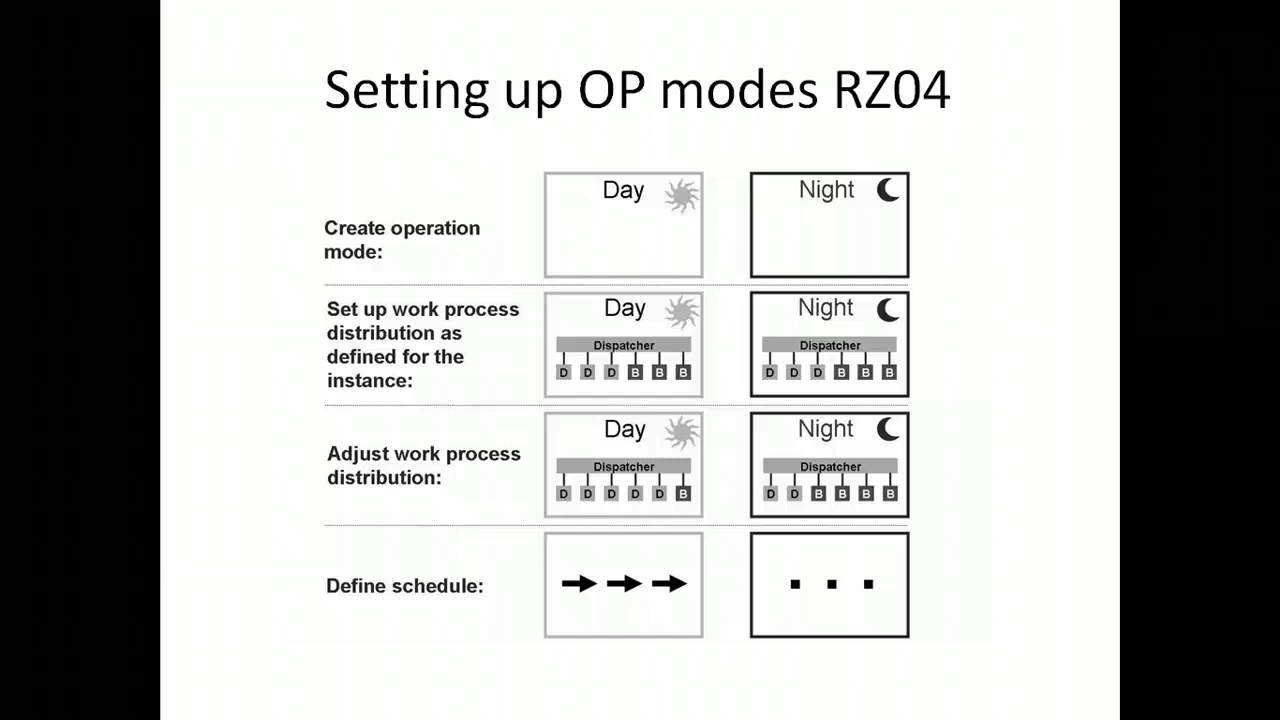 Setting up OP modes RZ04
Day
Night
Create operation
mode:
Set up work process
distribution as
defined for the
instance:
Day
Dispatcher
D D D B B B
Night
Dispatcher
D D D B B B
Adjust work process
distribution:
Day
Dispatcher
D D D D D B
Night
Dispatcher
D D B B B B
Define schedule: